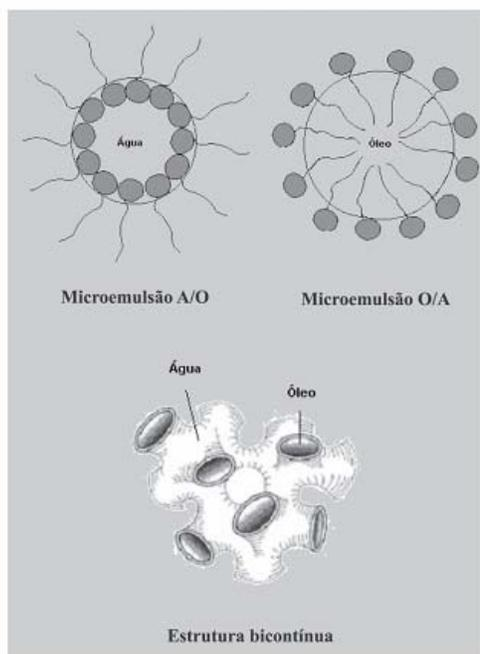 Água
Óleo
Microemulsão A/O
Microemulsão O/A
Água
Óleo
Estrutura bicontínua